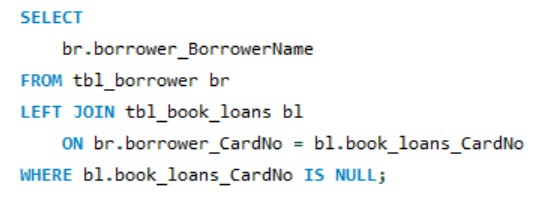 SELECT
br.borrower_BorrowerName
FROM tbl_borrower br
LEFT JOIN tbl_book_loans bl
ON br.borrower_CardNo = bl.book_loans_CardNo
WHERE bl.book_loans_CardNo IS NULL;